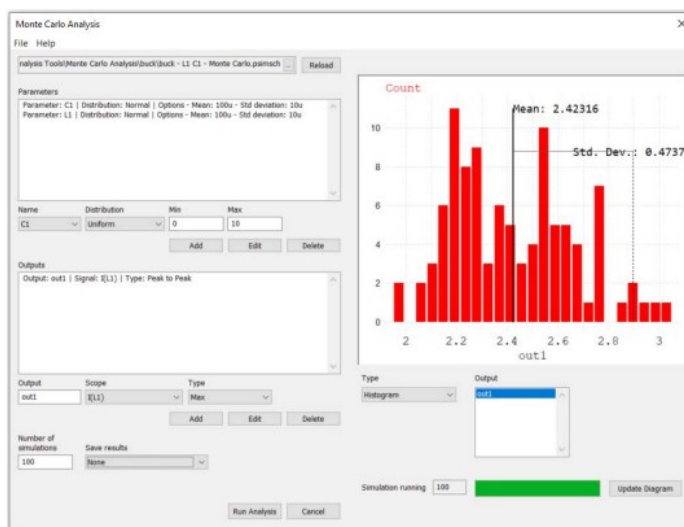 Monte Carlo Analysis
File Help
nalysis Tools\Monte Carlo Analysis\buck\buck - L1 C1 - Monte Carlo.psimsch ... Reload
Parameters
Parameter: C1 | Distribution: Normal | Options - Mean: 100u - Std deviation: 10u
Parameter: L1 | Distribution: Normal | Options - Mean: 100u - Std deviation: 10u
Name Distribution Min Max
C1 Uniform 0 10
Add Edit Delete
Outputs
Output: out1 | Signal: I(L1) | Type: Peak to Peak
Output Scope Type
out1 I(L1) Max
Add Edit Delete
Number of
simulations Save results
100 None
Run Analysis Cancel
Count
Mean: 2.42316
Std. Dev.: 0.4737
10
8
6
4
2
0
2 2.2 2.4 2.6 2.8 3
out1
Type Output
Histogram out1
Simulation running 100 Update Diagram